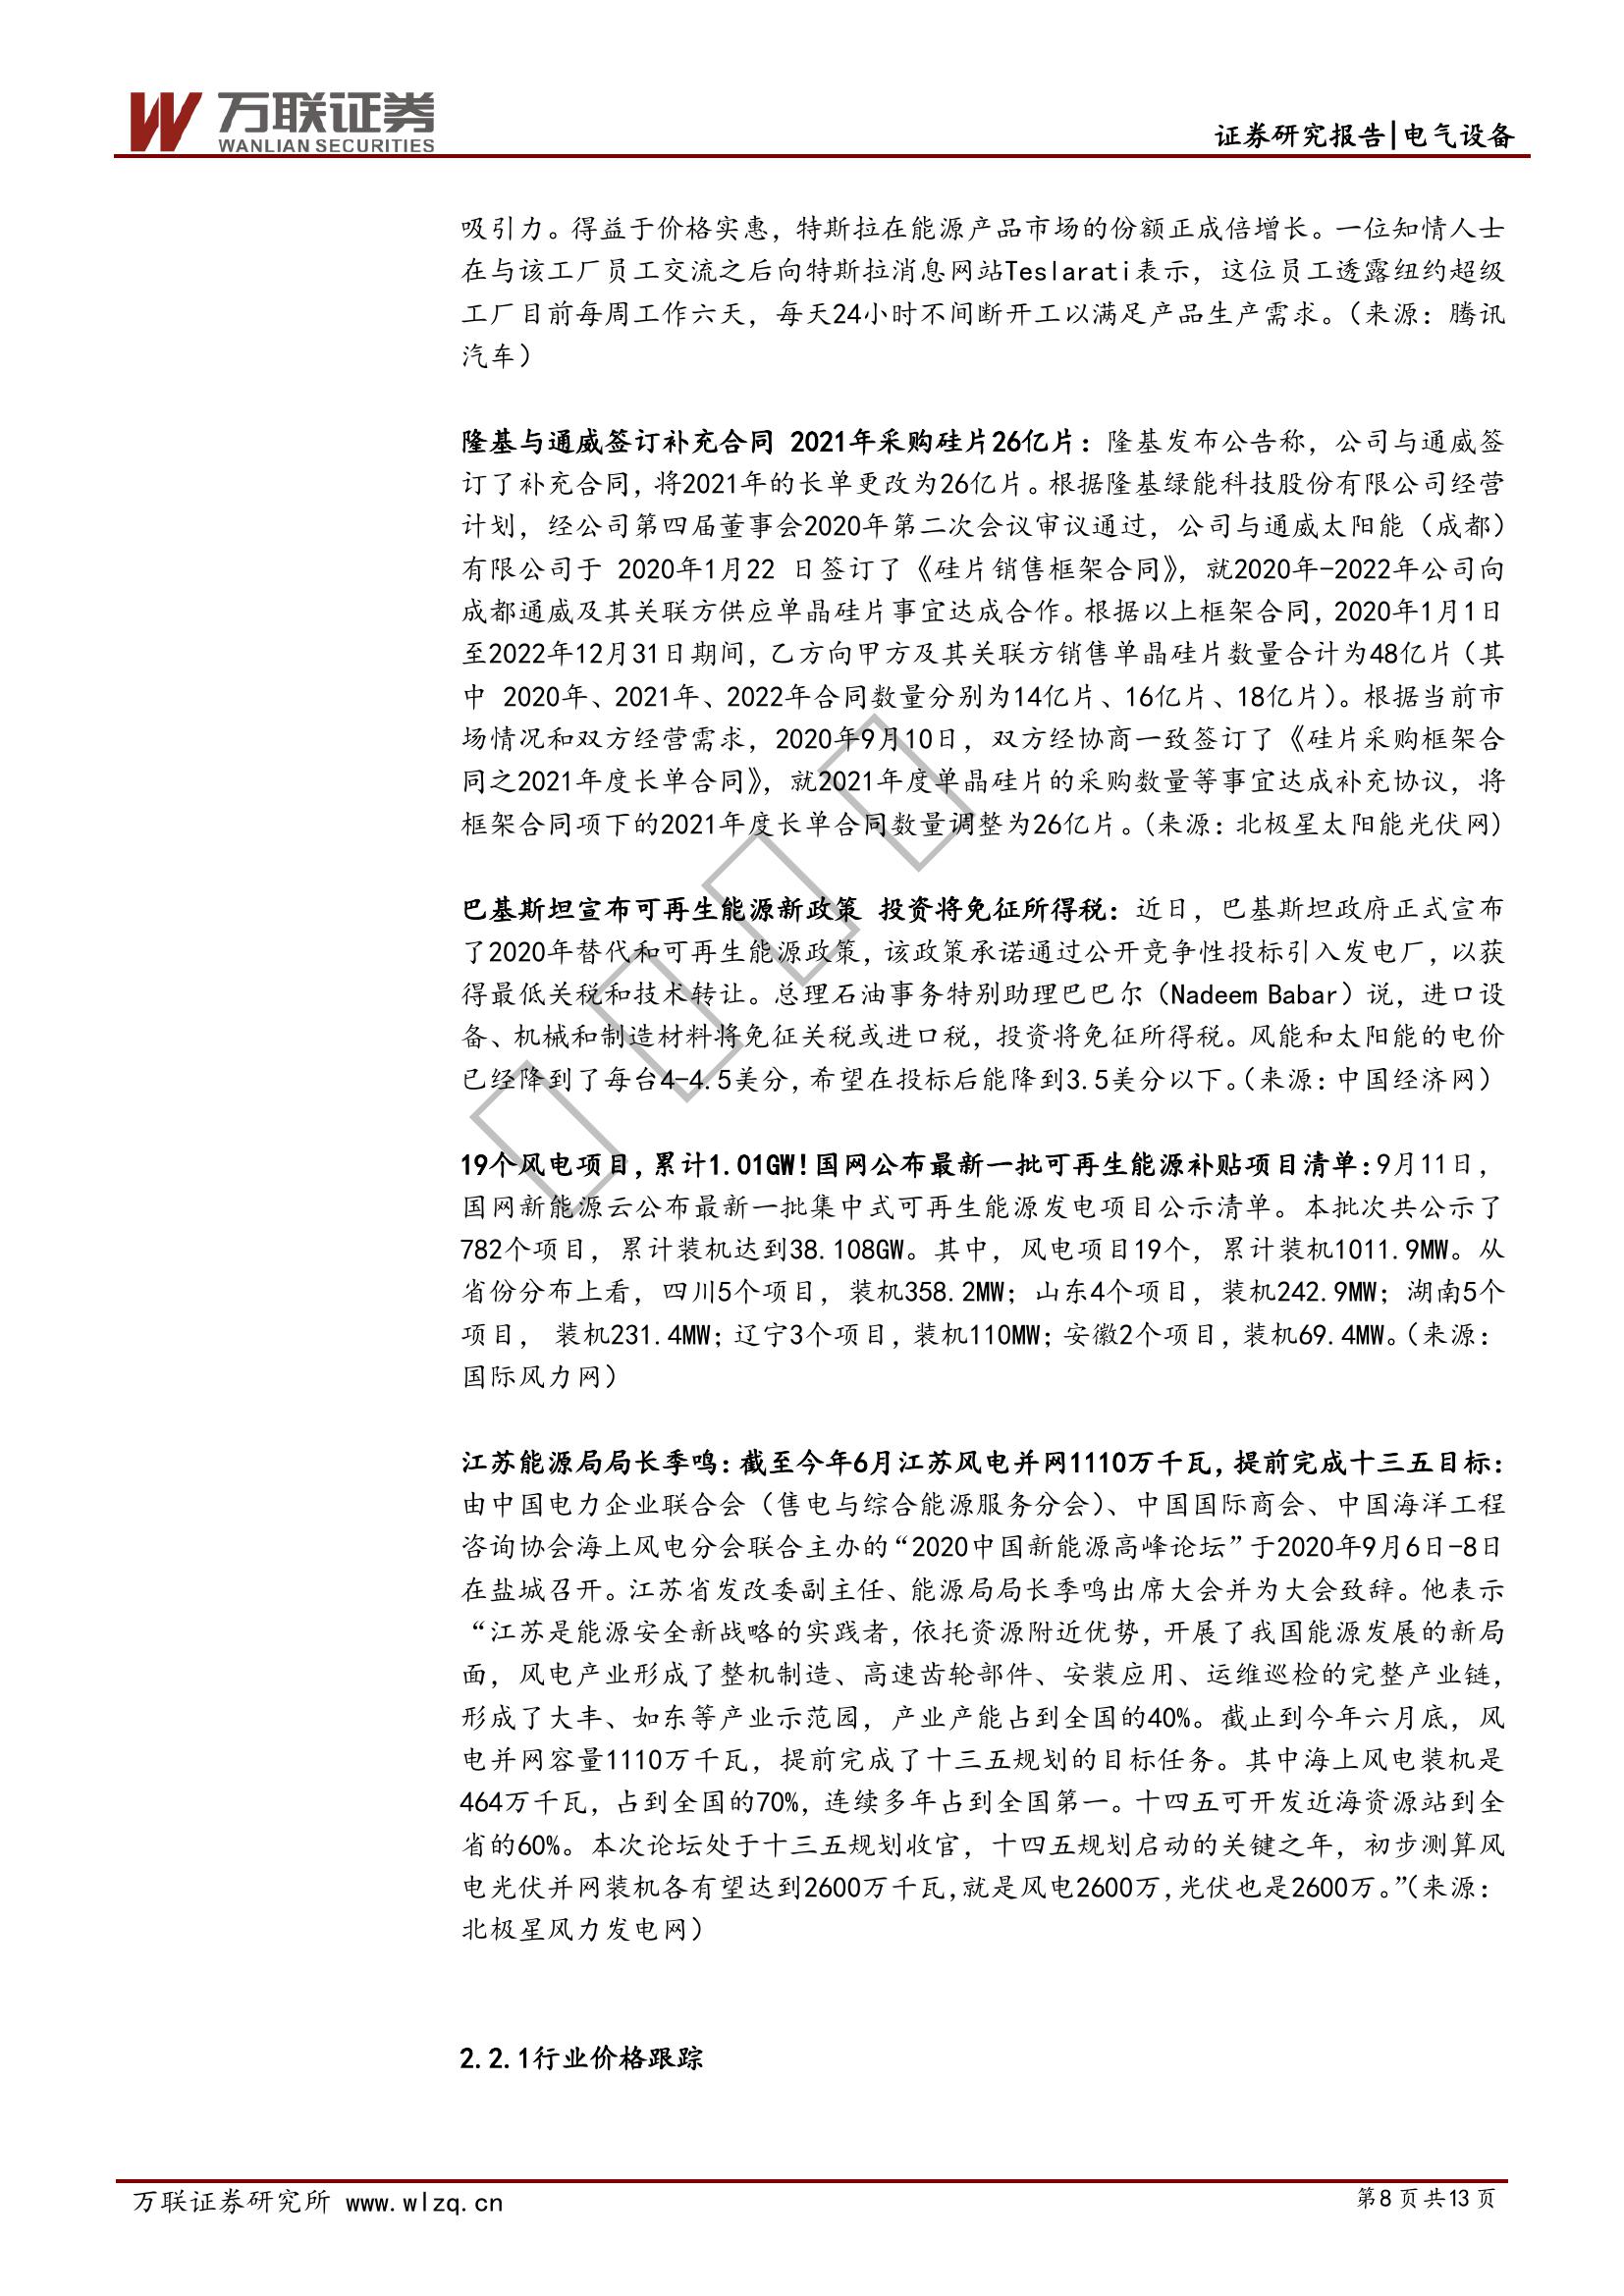 万联证券
WANLIAN SECURITIES
证券研究报告|电气设备
吸引力。得益于价格实惠，特斯拉在能源产品市场的份额正成倍增长。一位知情人士
在与该工厂员工交流之后向特斯拉消息网站Teslarati表示，这位员工透露纽约超级
工厂目前每周工作六天，每天24小时不间断开工以满足产品生产需求。（来源：腾讯
汽车）
隆基与通威签订补充合同 2021年采购硅片26亿片：隆基发布公告称，公司与通威签
订了补充合同，将2021年的长单更改为26亿片。根据隆基绿能科技股份有限公司经营
计划，经公司第四届董事会2020年第二次会议审议通过，公司与通威太阳能（成都）
有限公司于 2020年1月22 日签订了《硅片销售框架合同》，就2020年-2022年公司向
成都通威及其关联方供应单晶硅片事宜达成合作。根据以上框架合同，2020年1月1日
至2022年12月31日期间，乙方向甲方及其关联方销售单晶硅片数量合计为48亿片（其
中 2020年、2021年、2022年合同数量分别为14亿片、16亿片、18亿片）。根据当前市
场情况和双方经营需求，2020年9月10日，双方经协商一致签订了《硅片采购框架合
同之2021年度长单合同》，就2021年度单晶硅片的采购数量等事宜达成补充协议，将
框架合同项下的2021年度长单合同数量调整为26亿片。（来源：北极星太阳能光伏网）
巴基斯坦宣布可再生能源新政策 投资将免征所得税：近日，巴基斯坦政府正式宣布
了2020年替代和可再生能源政策，该政策承诺通过公开竞争性投标引入发电厂，以获
得最低关税和技术转让。总理石油事务特别助理巴巴尔（Nadeem Babar）说，进口设
备、机械和制造材料将免征关税或进口税，投资将免征所得税。风能和太阳能的电价
已经降到了每台4-4.5美分，希望在投标后能降到3.5美分以下。（来源：中国经济网）
19个风电项目，累计1.01GW！国网公布最新一批可再生能源补贴项目清单：9月11日，
国网新能源云公布最新一批集中式可再生能源发电项目公示清单。本批次共公示了
782个项目，累计装机达到38.108GW。其中，风电项目19个，累计装机1011.9MW。从
省份分布上看，四川5个项目，装机358.2MW；山东4个项目，装机242.9MW；湖南5个
项目， 装机231.4MW；辽宁3个项目，装机110MW；安徽2个项目，装机69.4MW。（来源：
国际风力网）
江苏能源局局长季鸣：截至今年6月江苏风电并网1110万千瓦，提前完成十三五目标：
由中国电力企业联合会（售电与综合能源服务分会）、中国国际商会、中国海洋工程
咨询协会海上风电分会联合主办的“2020中国新能源高峰论坛”于2020年9月6日-8日
在盐城召开。江苏省发改委副主任、能源局局长季鸣出席大会并为大会致辞。他表示
“江苏是能源安全新战略的实践者，依托资源附近优势，开展了我国能源发展的新局
面，风电产业形成了整机制造、高速齿轮部件、安装应用、运维巡检的完整产业链，
形成了大丰、如东等产业示范园，产业产能占到全国的40%。截止到今年六月底，风
电并网容量1110万千瓦，提前完成了十三五规划的目标任务。其中海上风电装机是
464万千瓦，占到全国的70%，连续多年占到全国第一。十四五可开发近海资源站到全
省的60%。本次论坛处于十三五规划收官，十四五规划启动的关键之年，初步测算风
电光伏并网装机各有望达到2600万千瓦,就是风电2600万,光伏也是2600万。”（来源：
北极星风力发电网）
2.2.1行业价格跟踪
万联证券研究所 www.wlzq.cn
第8页共13页